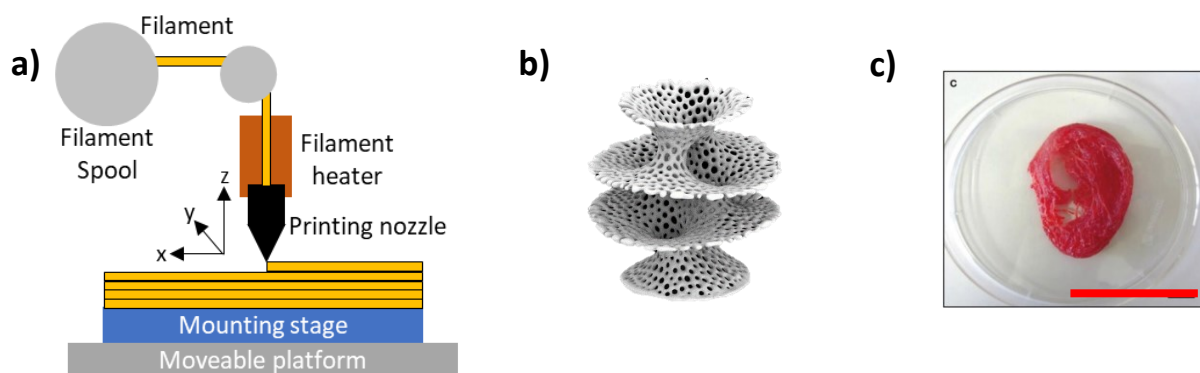 a)
Filament
Filament
Spool
Filament
heater
z
y
x
Printing nozzle
Mounting stage
Moveable platform
b)
c)
c